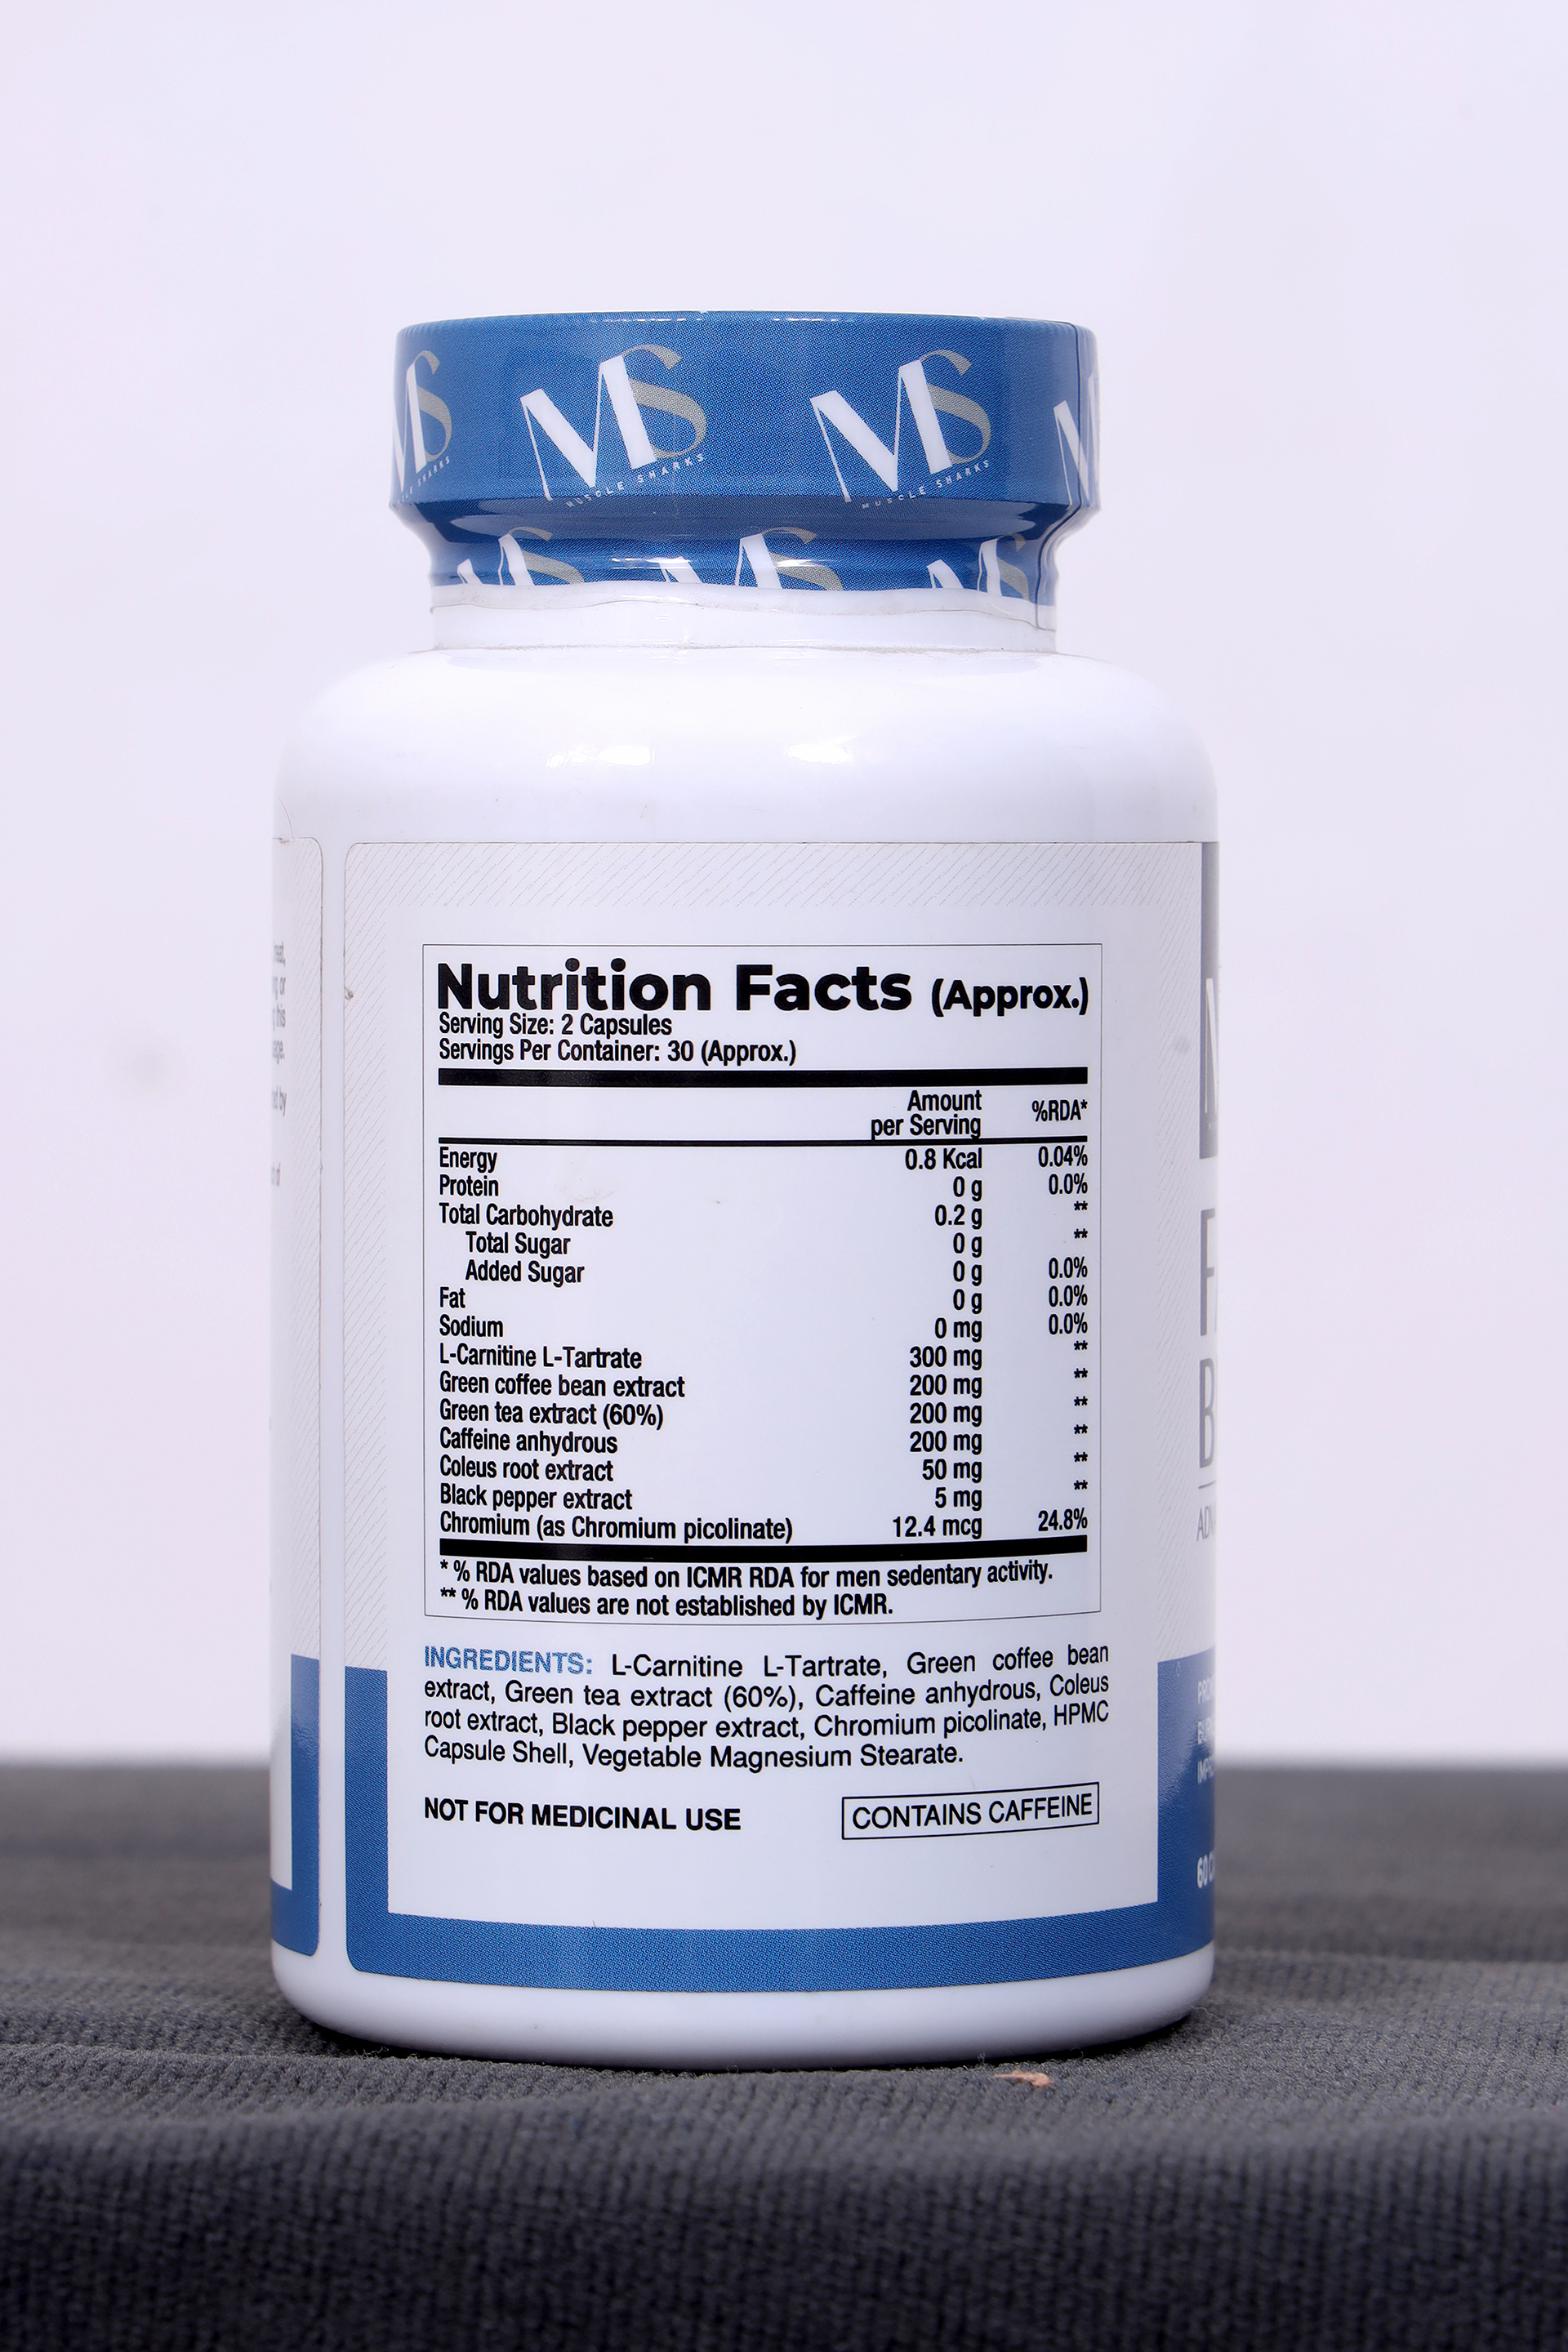 MS
MUSCLE SHARKS
MS
MUSCLE SHARKS
Nutrition Facts (Approx.)
Serving Size: 2 Capsules
Servings Per Container: 30 (Approx.)
Amount
per Serving
%RDA*
Energy 0.8 Kcal 0.04%
Protein 0 g 0.0%
Total Carbohydrate 0.2 g **
Total Sugar 0 g **
Added Sugar 0 g 0.0%
Fat 0 g 0.0%
Sodium 0 mg 0.0%
L-Carnitine L-Tartrate 300 mg **
Green coffee bean extract 200 mg **
Green tea extract (60%) 200 mg **
Caffeine anhydrous 200 mg **
Coleus root extract 50 mg **
Black pepper extract 5 mg **
Chromium (as Chromium picolinate) 12.4 mcg 24.8%
* % RDA values based on ICMR RDA for men sedentary activity.
** % RDA values are not established by ICMR.
INGREDIENTS: L-Carnitine L-Tartrate, Green coffee bean
extract, Green tea extract (60%), Caffeine anhydrous, Coleus
root extract, Black pepper extract, Chromium picolinate, HPMC
Capsule Shell, Vegetable Magnesium Stearate.
NOT FOR MEDICINAL USE
CONTAINS CAFFEINE